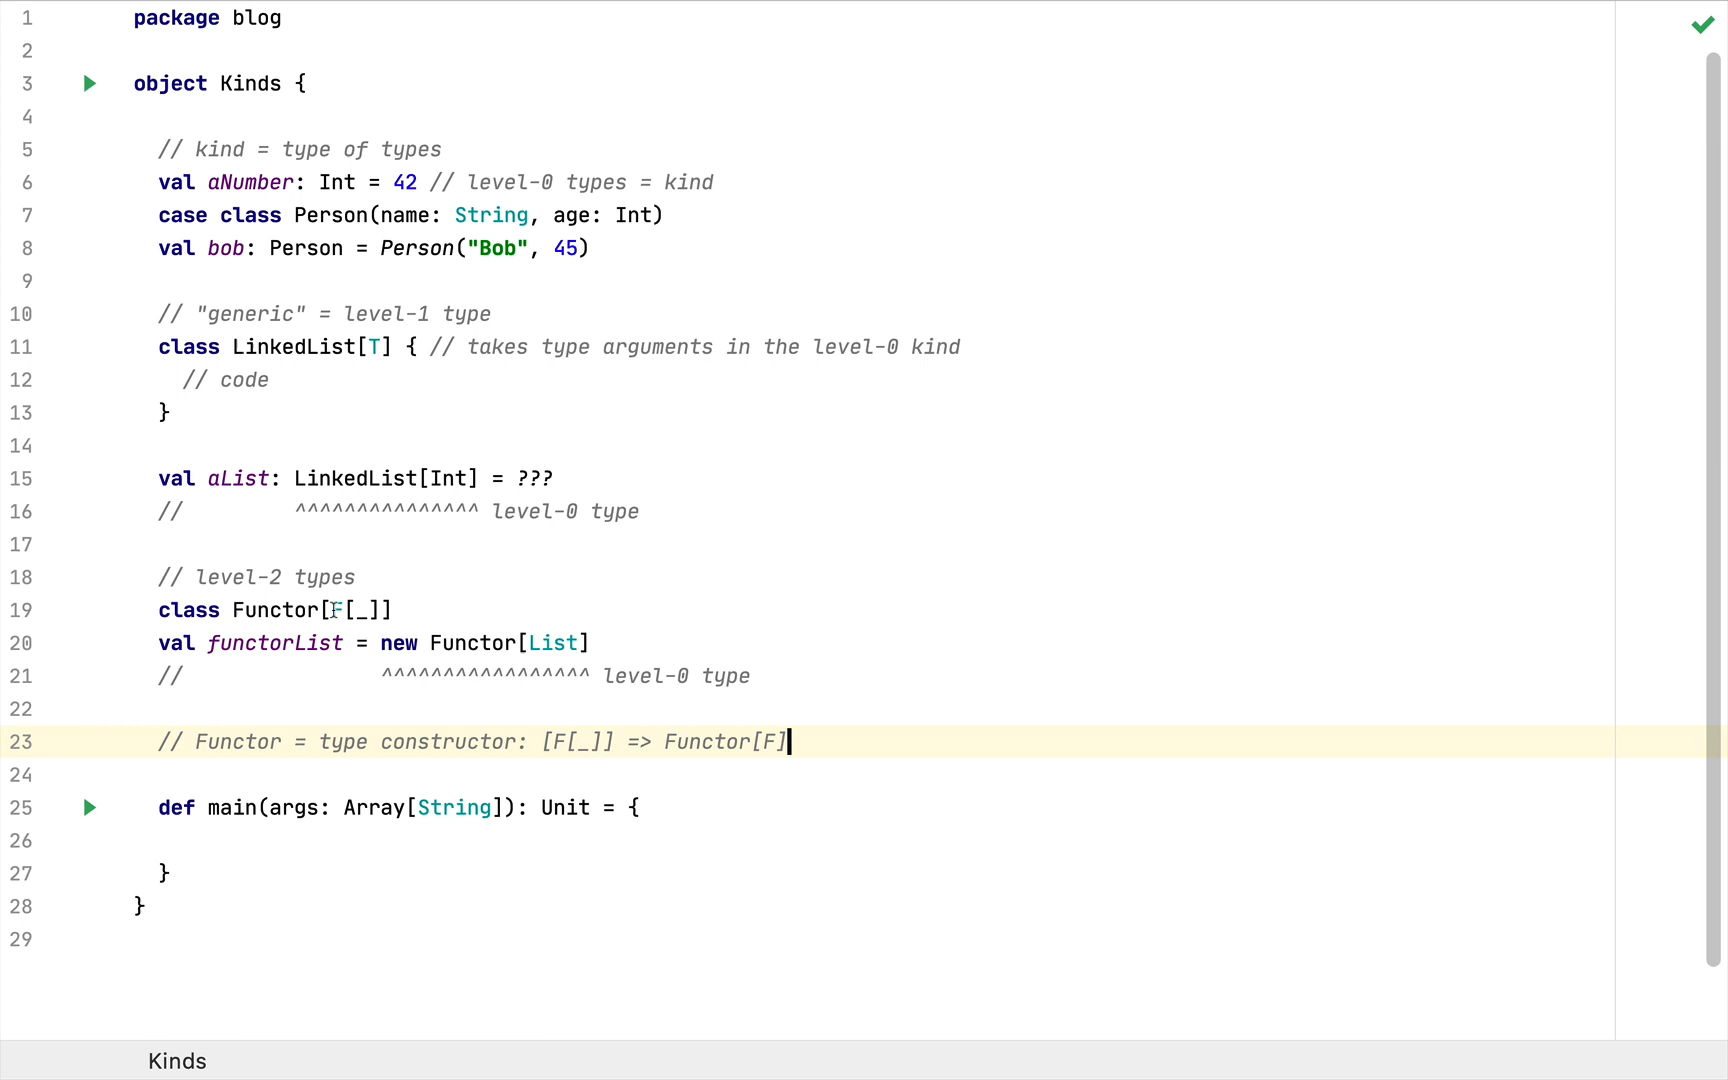 1 package blog
2
3 object Kinds {
4
5 // kind = type of types
6 val aNumber: Int = 42 // level-0 types = kind
7 case class Person(name: String, age: Int)
8 val bob: Person = Person("Bob", 45)
9
10 // "generic" = level-1 type
11 class LinkedList[T] { // takes type arguments in the level-0 kind
12 // code
13 }
14
15 val aList: LinkedList[Int] = ???
16 // ^^^^^^^^^^^^^^^ level-0 type
17
18 // level-2 types
19 class Functor[F[_]]
20 val functorList = new Functor[List]
21 // ^^^^^^^^^^^^^^^^^ level-0 type
22
23 // Functor = type constructor: [F[_]] => Functor[F]
24
25 def main(args: Array[String]): Unit = {
26
27 }
28 }
29
Kinds